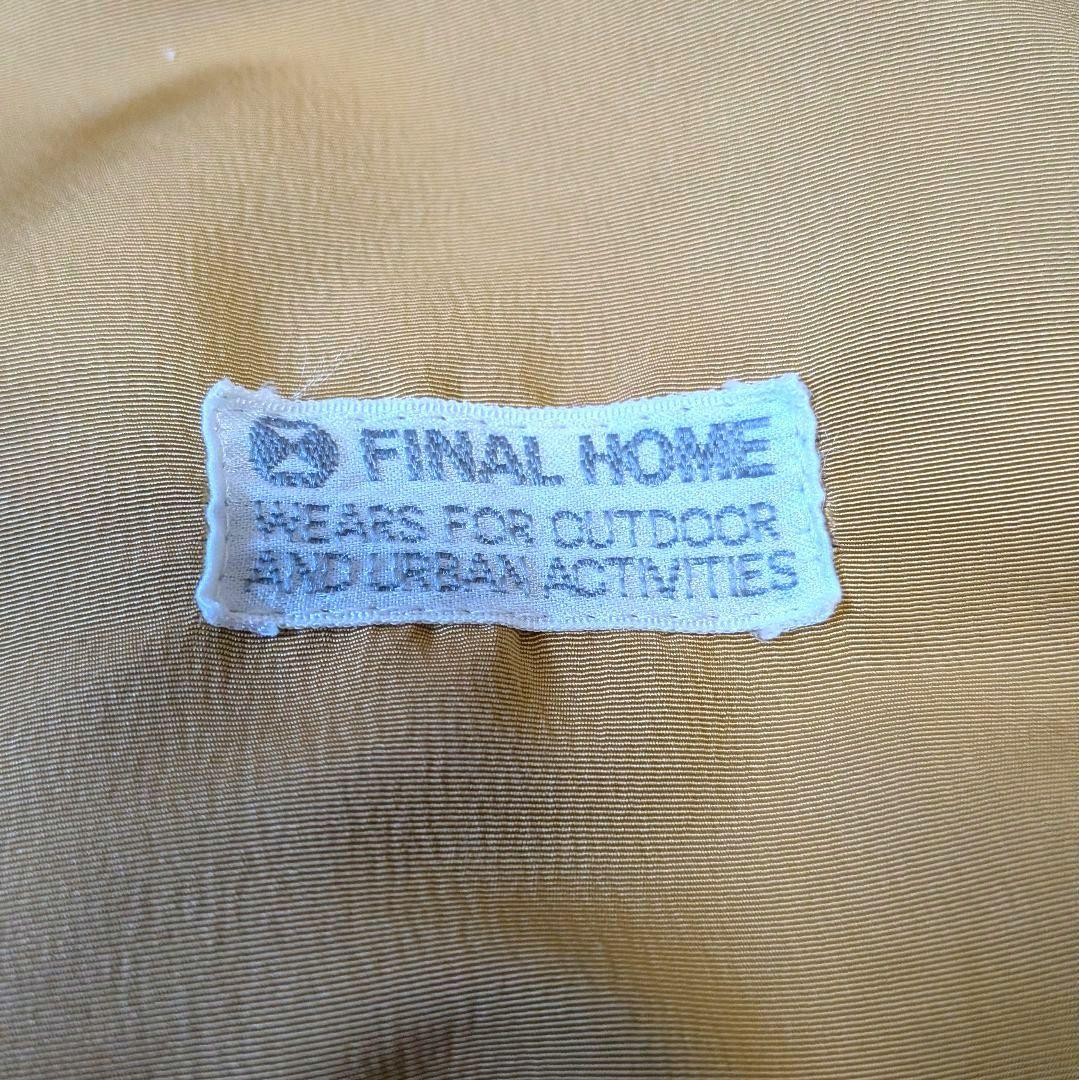 FINAL HOME
WEARS FOR OUTDOOR
AND URBAN ACTIVITIES